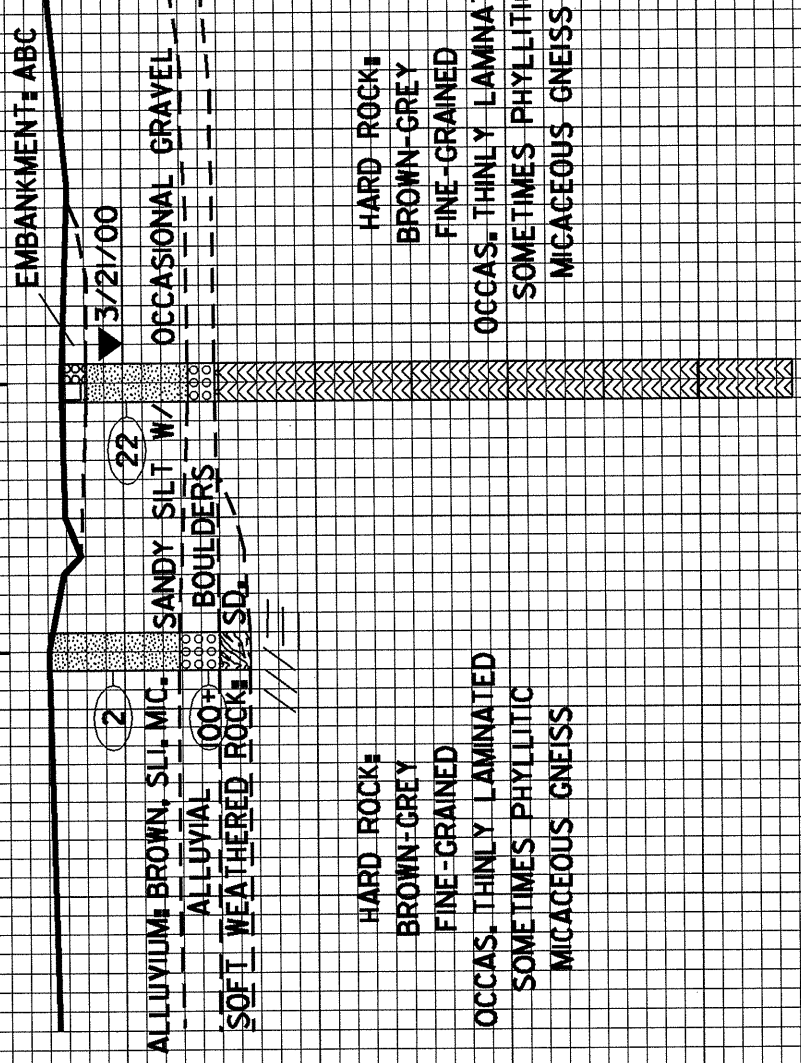 EMBANKMENT: ABC
3/21/00
22
2
ALLUVIUM: BROWN, SLI. MIC. SANDY SILT W/ OCCASIONAL GRAVEL
ALLUVIAL BOULDERS
100+
SOFT WEATHERED ROCK: SD.
HARD ROCK:
BROWN-GREY
FINE-GRAINED
OCCAS. THINLY LAMINATED
SOMETIMES PHYLLITIC
MICACEOUS GNEISS
HARD ROCK:
BROWN-GREY
FINE-GRAINED
OCCAS. THINLY LAMINA
SOMETIMES PHYLLITI
MICACEOUS GNEISS